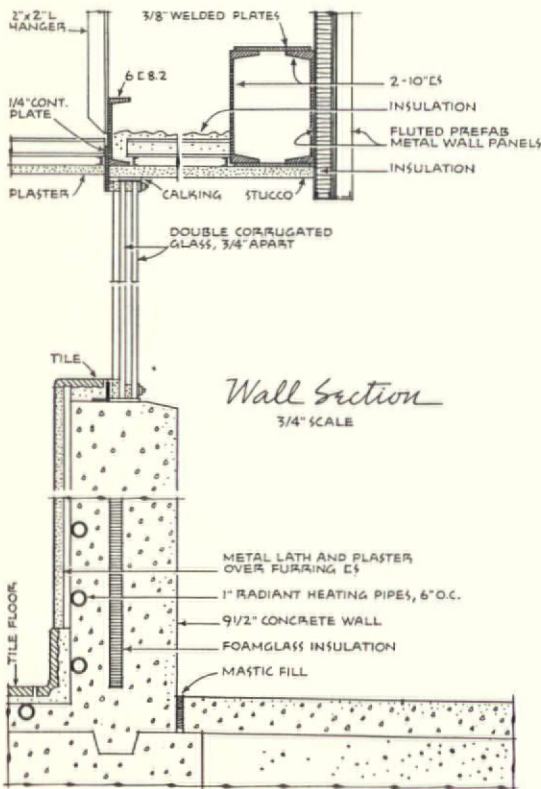 2"x 2" L
HANGER
3/8" WELDED PLATES
6 [ 8.2
2-10"[S
1/4" CONT.
PLATE
INSULATION
FLUTED PREFAB
METAL WALL PANELS
PLASTER
CALKING
STUCCO
INSULATION
DOUBLE CORRUGATED
GLASS, 3/4" APART
TILE
Wall Section
3/4" SCALE
METAL LATH AND PLASTER
OVER FURRING [S
1" RADIANT HEATING PIPES, 6" O.C.
9 1/2" CONCRETE WALL
FOAMGLASS INSULATION
MASTIC FILL
TILE FLOOR